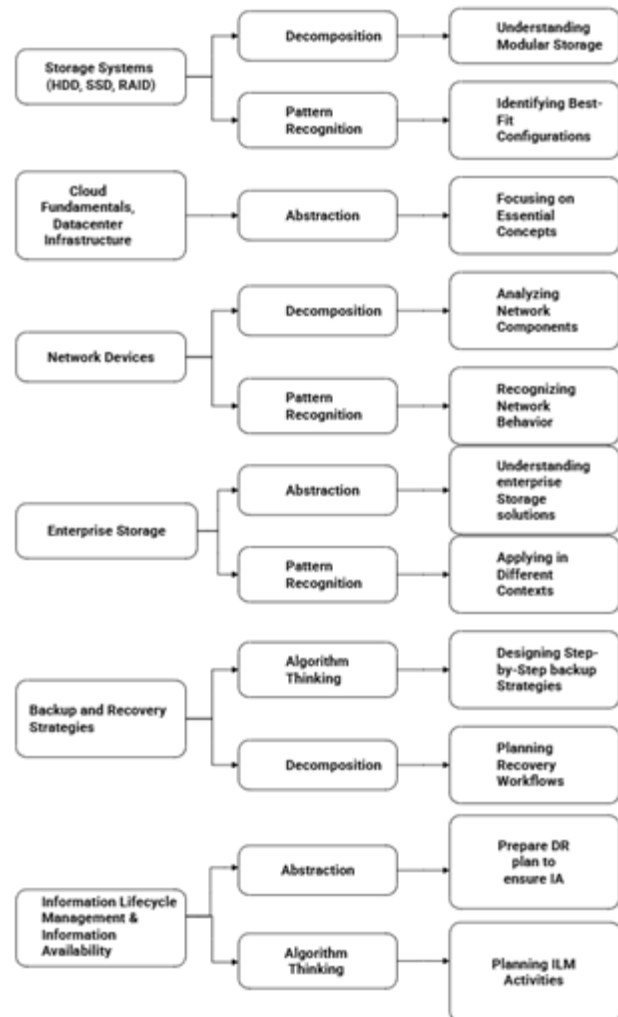 Decomposition
Understanding
Modular Storage
Storage Systems
(HDD, SSD, RAID)
Pattern
Recognition
Identifying Best-
Fit
Configurations
Cloud
Fundamentals,
Datacenter
Infrastructure
Abstraction
Focusing on
Essential
Concepts
Decomposition
Analyzing
Network
Components
Network Devices
Pattern
Recognition
Recognizing
Network
Behavior
Abstraction
Understanding
enterprise
Storage
solutions
Enterprise Storage
Pattern
Recognition
Applying in
Different
Contexts
Algorithm
Thinking
Designing Step-
by-Step backup
Strategies
Backup and Recovery
Strategies
Decomposition
Planning
Recovery
Workflows
Abstraction
Prepare DR
plan to
ensure IA
Information Lifecycle
Management &
Information
Availability
Algorithm
Thinking
Planning ILM
Activities